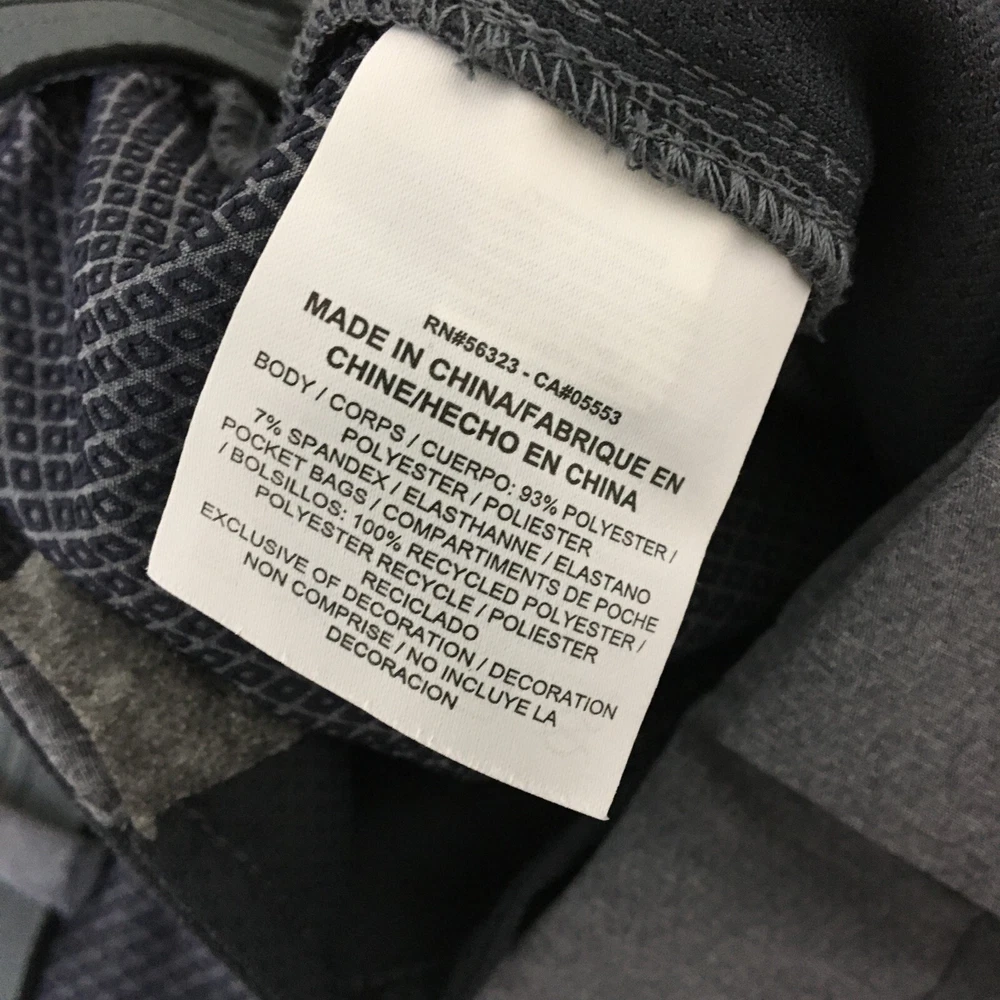 RN#56323 - CA#05553
MADE IN CHINA/FABRIQUE EN
CHINE/HECHO EN CHINA
BODY / CORPS / CUERPO: 93% POLYESTER /
POLYESTER / POLIESTER
7% SPANDEX / ELASTHANNE / ELASTANO
POCKET BAGS / COMPARTIMENTS DE POCHE
/ BOLSILLOS: 100% RECYCLED POLYESTER /
POLYESTER RECYCLE / POLIESTER
RECICLADO
EXCLUSIVE OF DECORATION / DECORATION
NON COMPRISE / NO INCLUYE LA
DECORACION